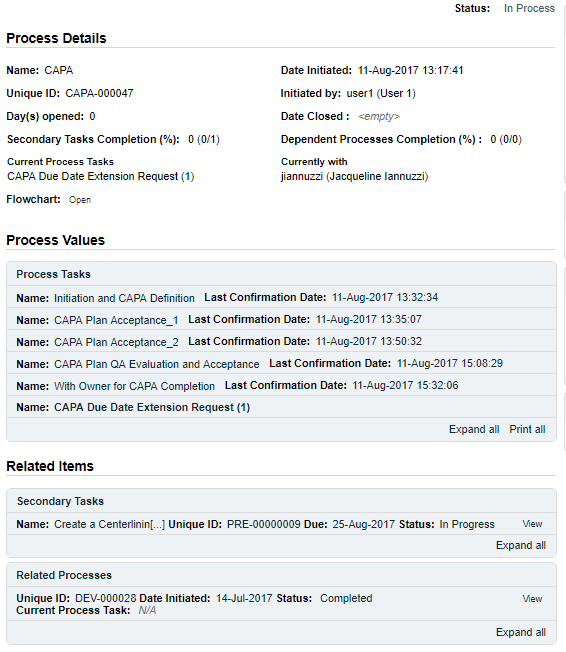 Status: In Process
Process Details
Name: CAPA Date Initiated: 11-Aug-2017 13:17:41
Unique ID: CAPA-000047 Initiated by: user1 (User 1)
Day(s) opened: 0 Date Closed : <empty>
Secondary Tasks Completion (%): 0 (0/1) Dependent Processes Completion (%) : 0 (0/0)
Current Process Tasks Currently with
CAPA Due Date Extension Request (1) jiannuzzi (Jacqueline Iannuzzi)
Flowchart: Open
Process Values
Process Tasks
Name: Initiation and CAPA Definition Last Confirmation Date: 11-Aug-2017 13:32:34
Name: CAPA Plan Acceptance_1 Last Confirmation Date: 11-Aug-2017 13:35:07
Name: CAPA Plan Acceptance_2 Last Confirmation Date: 11-Aug-2017 13:50:32
Name: CAPA Plan QA Evaluation and Acceptance Last Confirmation Date: 11-Aug-2017 15:08:29
Name: With Owner for CAPA Completion Last Confirmation Date: 11-Aug-2017 15:32:06
Name: CAPA Due Date Extension Request (1)
Expand all Print all
Related Items
Secondary Tasks
Name: Create a Centerlinin[...] Unique ID: PRE-00000009 Due: 25-Aug-2017 Status: In Progress View
Expand all
Related Processes
Unique ID: DEV-000028 Date Initiated: 14-Jul-2017 Status: Completed View
Current Process Task: N/A
Expand all